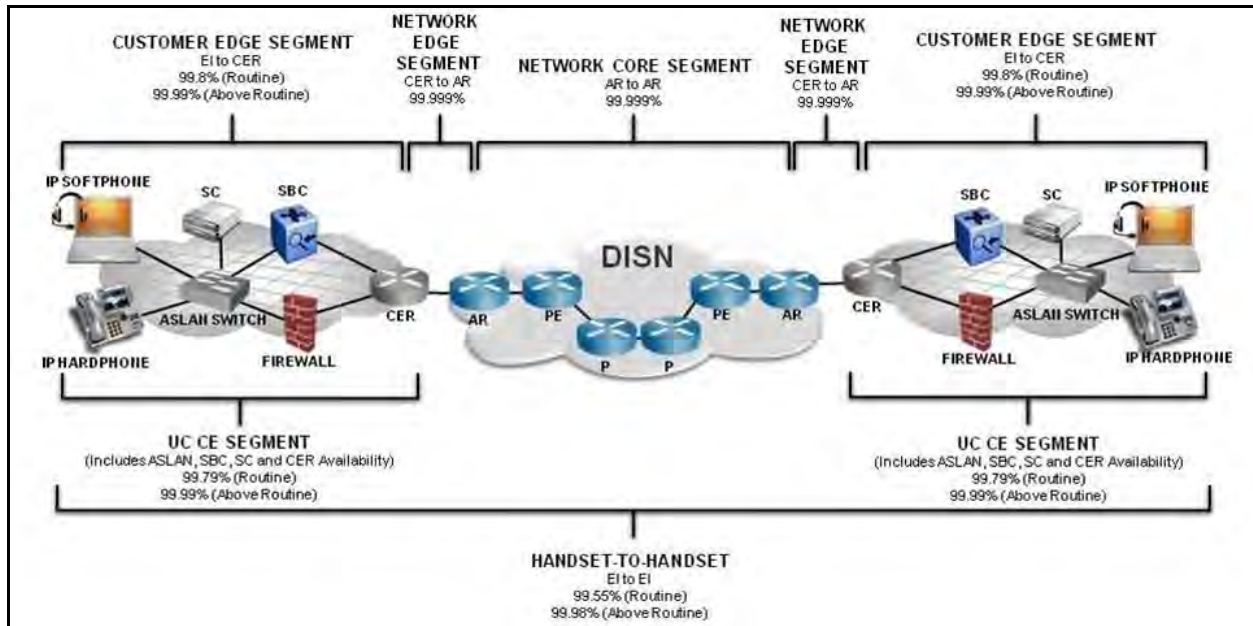 CUSTOMER EDGE SEGMENT
EI to CER
99.8% (Routine)
99.99% (Above Routine)
NETWORK
EDGE
SEGMENT
CER to AR
99.999%
NETWORK CORE SEGMENT
AR to AR
99.999%
NETWORK
EDGE
SEGMENT
CER to AR
99.999%
CUSTOMER EDGE SEGMENT
EI to CER
99.8% (Routine)
99.99% (Above Routine)
IP SOFTPHONE
SC
SBC
ASLAN SWITCH
IP HARDPHONE
FIREWALL
CER
AR
PE
DISN
P
P
PE
AR
CER
SBC
SC
IP SOFTPHONE
ASLAN SWITCH
FIREWALL
IP HARDPHONE
UC CE SEGMENT
(Includes ASLAN, SBC, SC and CER Availability)
99.79% (Routine)
99.99% (Above Routine)
UC CE SEGMENT
(Includes ASLAN, SBC, SC and CER Availability)
99.79% (Routine)
99.99% (Above Routine)
HANDSET-TO-HANDSET
EI to EI
99.55% (Routine)
99.98% (Above Routine)